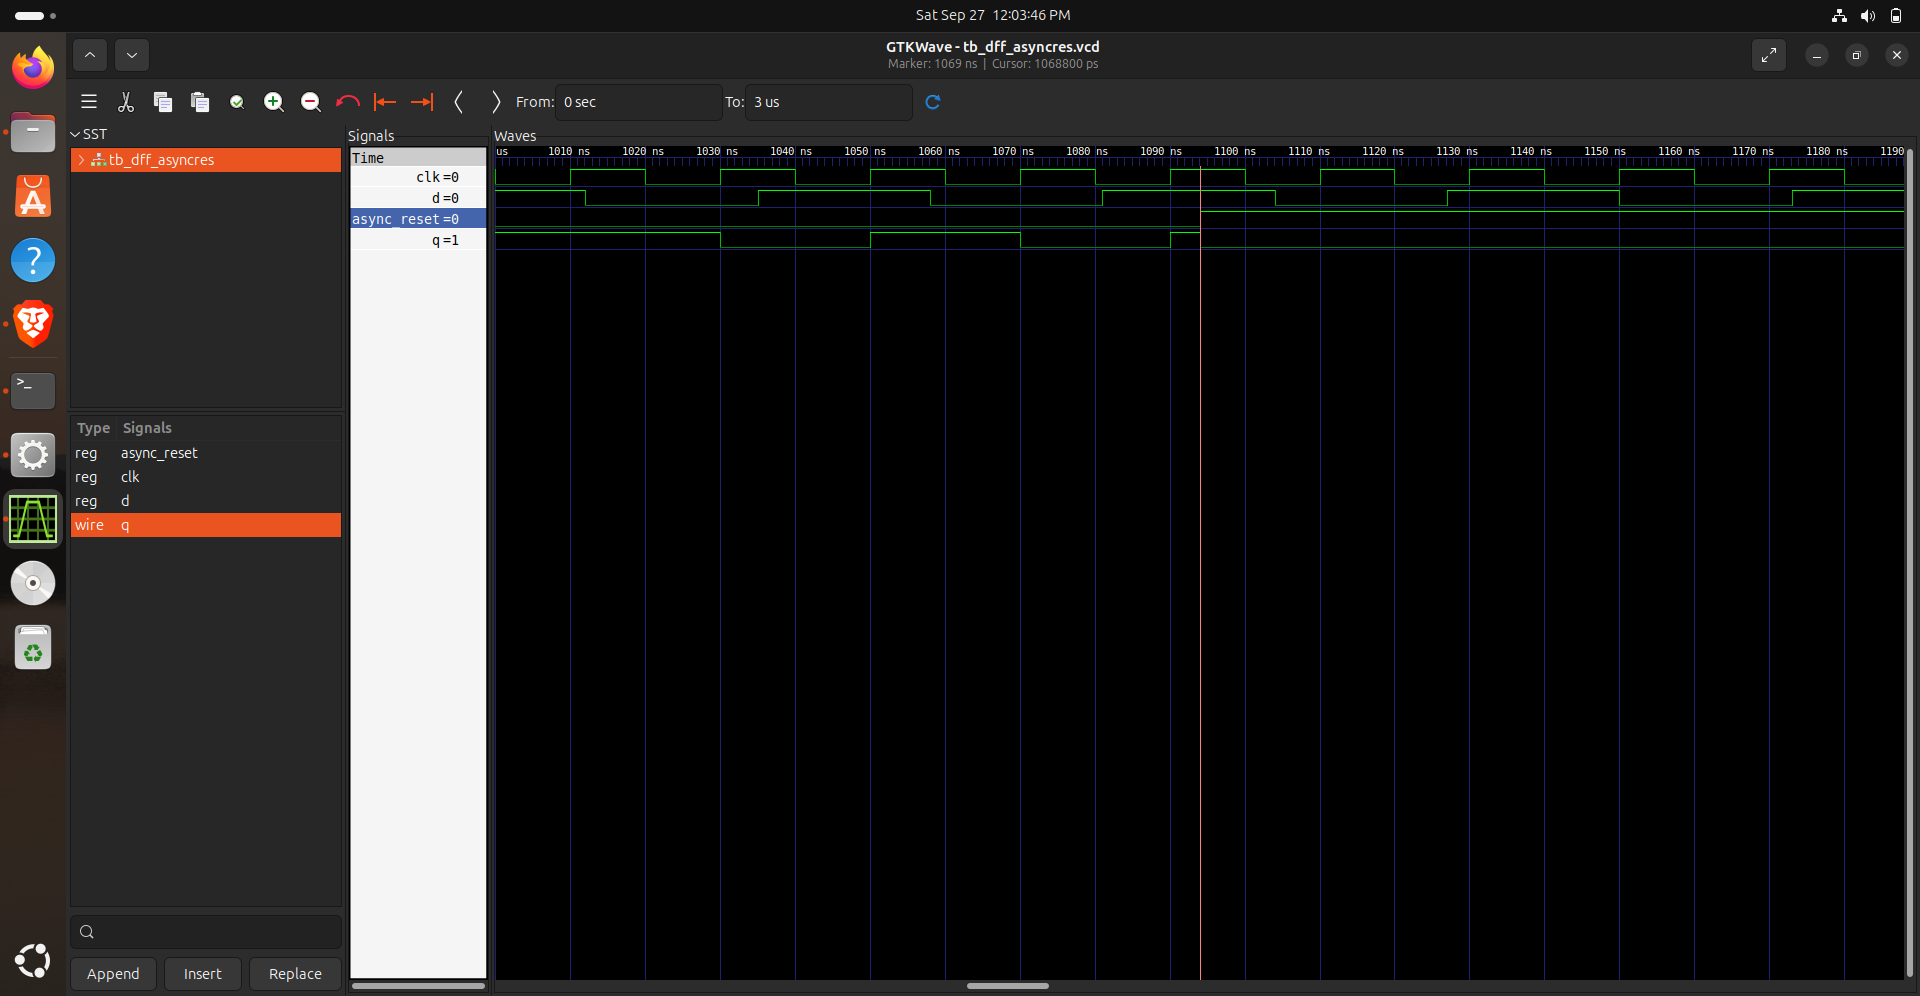 Sat Sep 27 12:03:46 PM
GTKWave - tb_dff_asyncres.vcd
Marker: 1069 ns | Cursor: 1068800 ps
From: 0 sec To: 3 us
SST
tb_dff_asyncres
Type Signals
reg async_reset
reg clk
reg d
wire q
Append Insert Replace
Signals
Time
clk=0
d=0
async_reset=0
q=1
Waves
us 1010 ns 1020 ns 1030 ns 1040 ns 1050 ns 1060 ns 1070 ns 1080 ns 1090 ns 1100 ns 1110 ns 1120 ns 1130 ns 1140 ns 1150 ns 1160 ns 1170 ns 1180 ns 1190